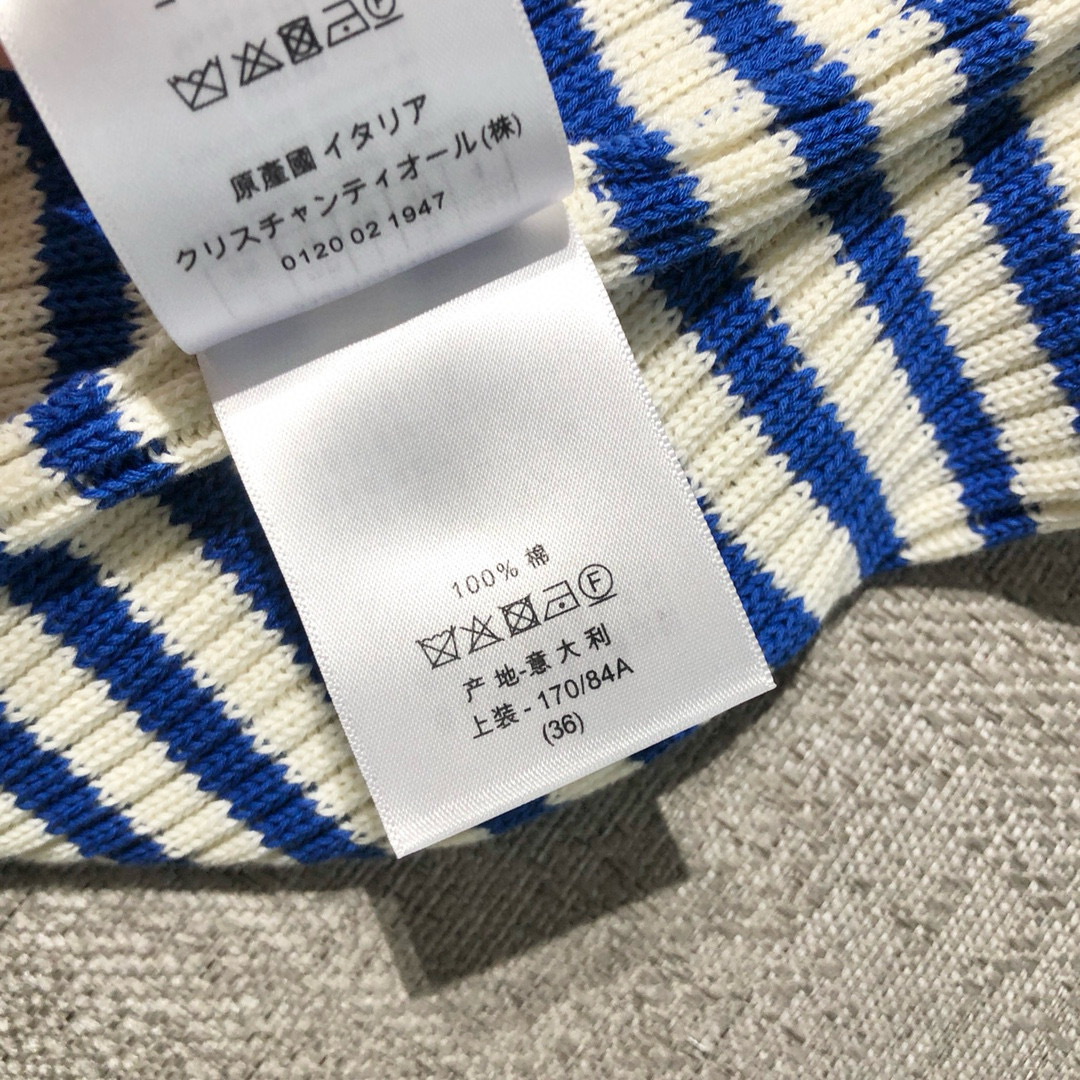 原產國 イタリア
クリスチャンティオール(株)
0120 02 1947
100% 棉
F
产 地-意 大 利
上装 - 170/84A
(36)